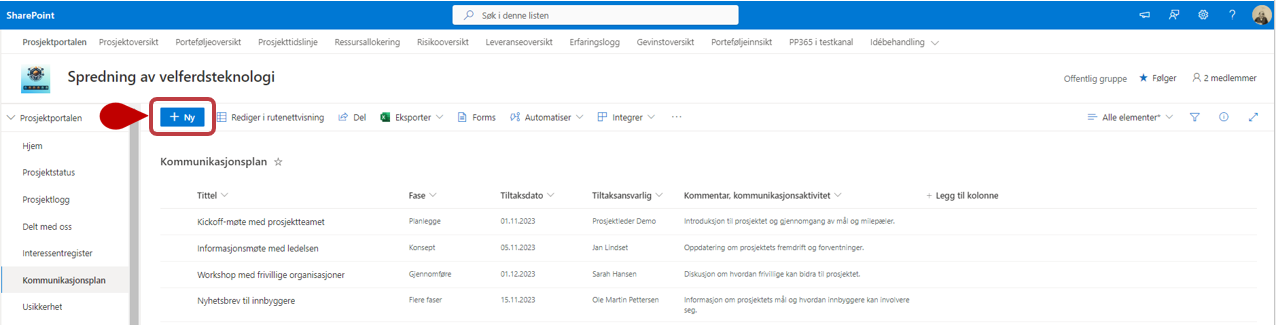 SharePoint Søk i denne listen ?
Prosjektportalen Prosjektoversikt Porteføljeoversikt Prosjekttidslinje Ressursallokering Risikooversikt Leveranseoversikt Erfaringslogg Gevinstoversikt Porteføljeinnsikt PP365 i testkanal Idébehandling
Spredning av velferdsteknologi
Offentlig gruppe Følger 2 medlemmer
Prosjektportalen
+ Ny Rediger i rutenettvisning Del Eksporter Forms Automatiser Integrer ... Alle elementer*
Hjem
Prosjektstatus
Prosjektlogg
Delt med oss
Interessentregister
Kommunikasjonsplan
Usikkerhet
Kommunikasjonsplan
Tittel Fase Tiltaksdato Tiltaksansvarlig Kommentar, kommunikasjonsaktivitet + Legg til kolonne
Kickoff-møte med prosjektteamet Planlegge 01.11.2023 Prosjektleder Demo Introduksjon til prosjektet og gjennomgang av mål og milepæler.
Informasjonsmøte med ledelsen Konsept 05.11.2023 Jan Lindset Oppdatering om prosjektets fremdrift og forventninger.
Workshop med frivillige organisasjoner Gjennomføre 01.12.2023 Sarah Hansen Diskusjon om hvordan frivillige kan bidra til prosjektet.
Nyhetsbrev til innbyggere Flere faser 15.11.2023 Ole Martin Pettersen Informasjon om prosjektets mål og hvordan innbyggere kan involvere
seg.